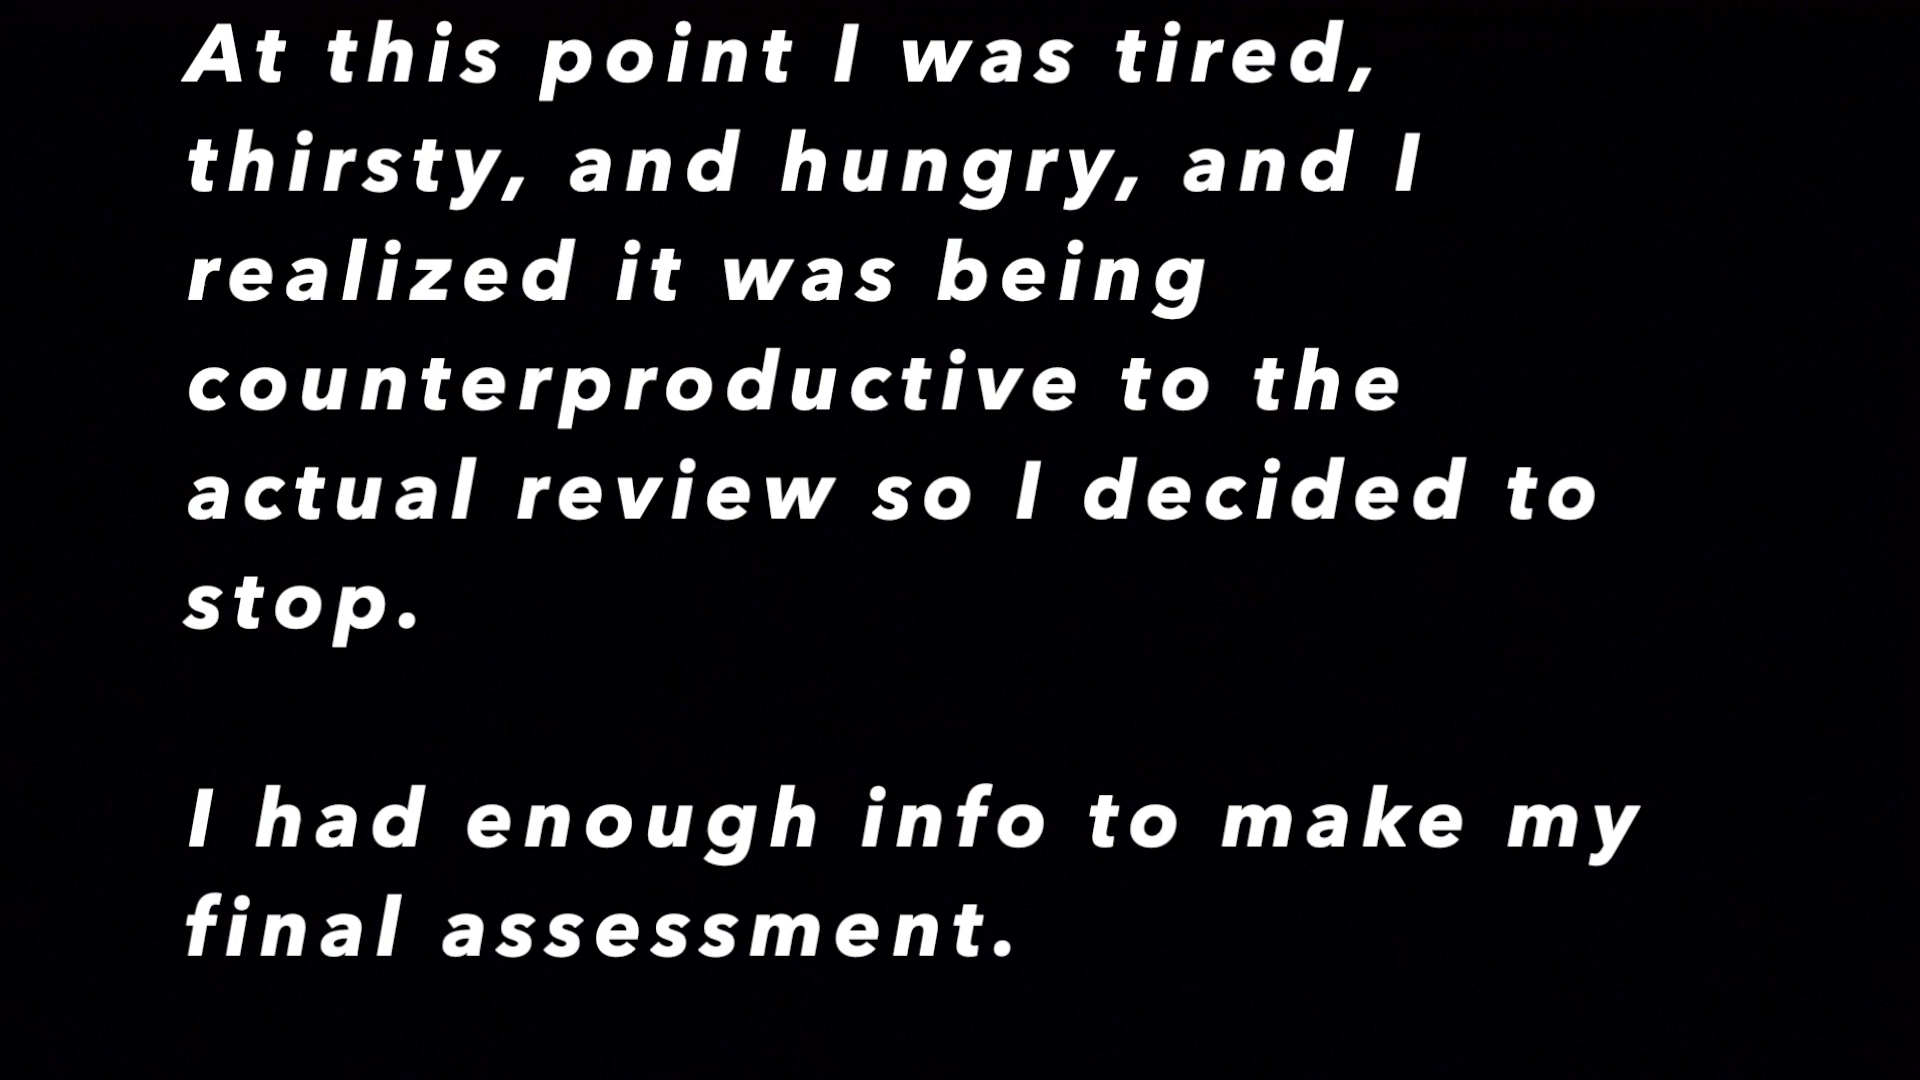 At this point I was tired,
thirsty, and hungry, and I
realized it was being
counterproductive to the
actual review so I decided to
stop.
I had enough info to make my
final assessment.